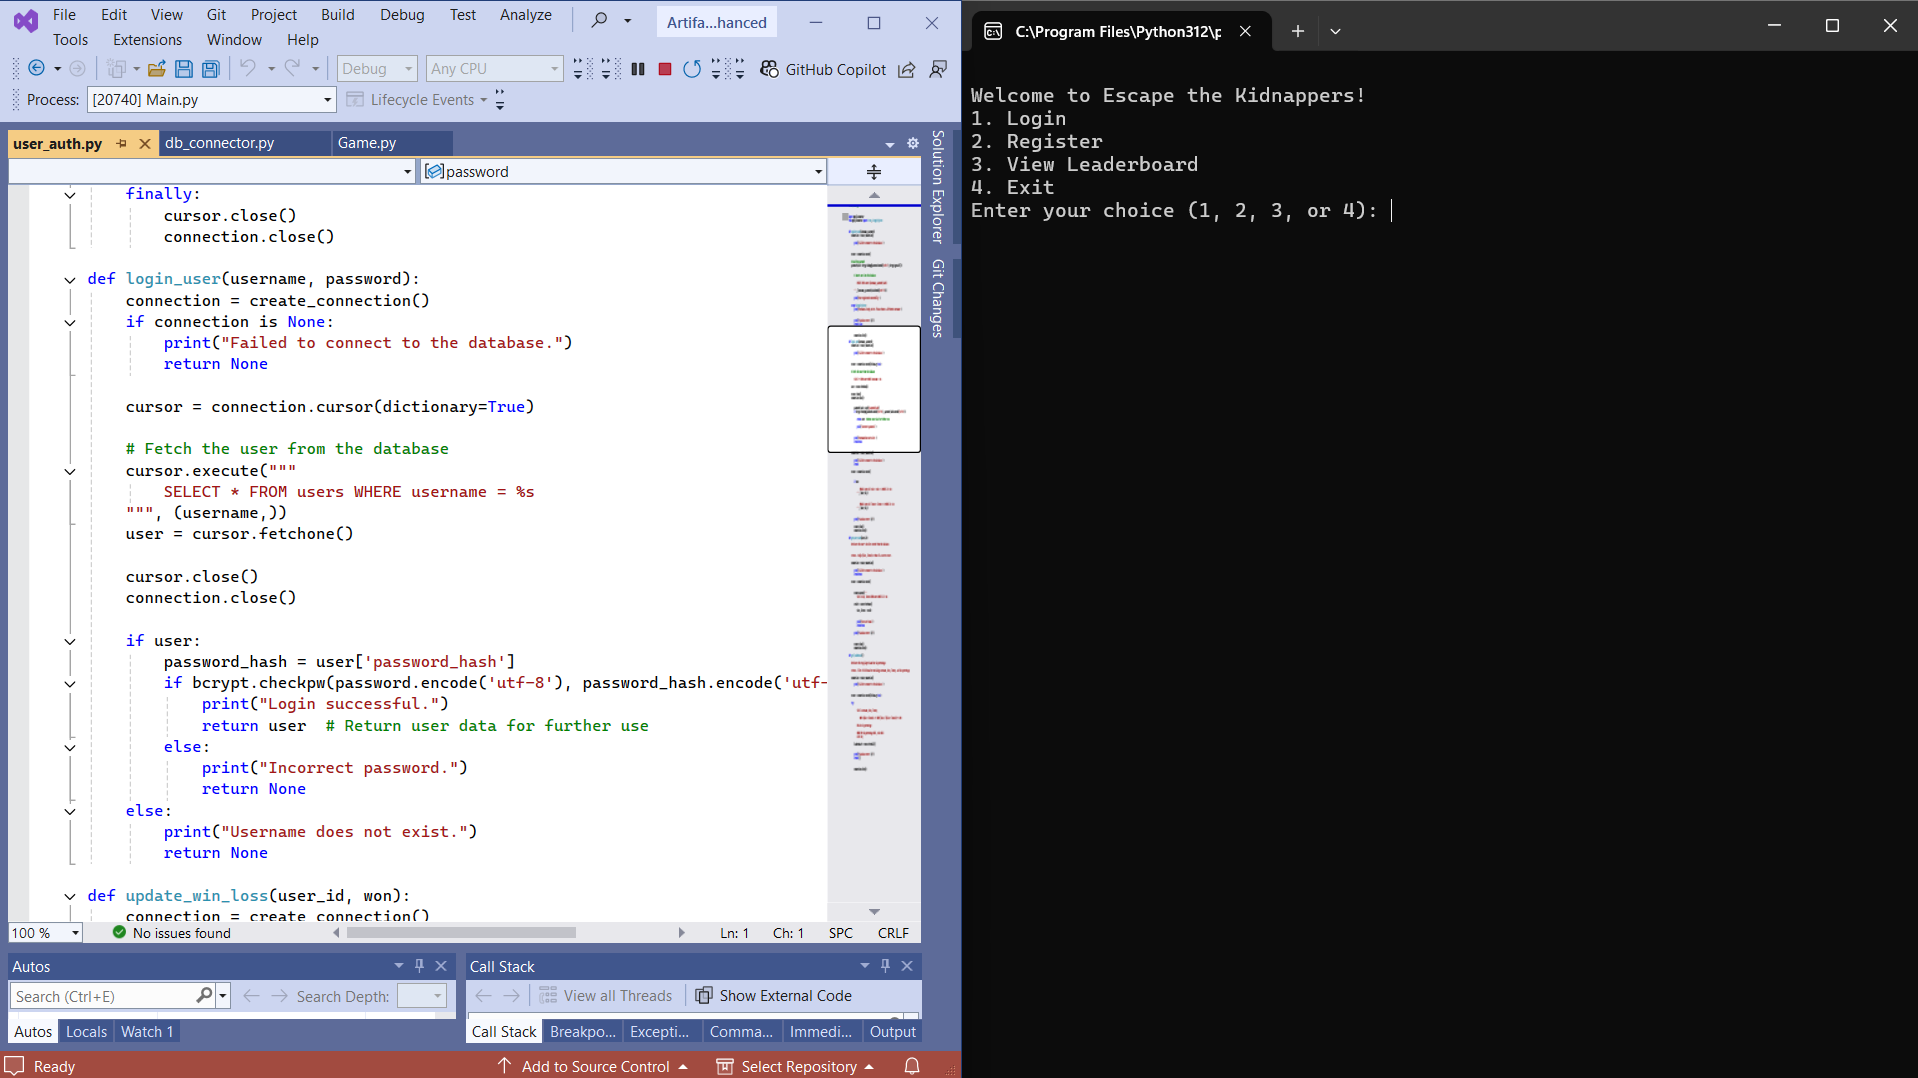 File Edit View Git Project Build Debug Test Analyze Artifa...hanced
Tools Extensions Window Help
Debug Any CPU GitHub Copilot
Process: [20740] Main.py Lifecycle Events
user_auth.py db_connector.py Game.py
password
finally:
cursor.close()
connection.close()
def login_user(username, password):
connection = create_connection()
if connection is None:
print("Failed to connect to the database.")
return None
cursor = connection.cursor(dictionary=True)
# Fetch the user from the database
cursor.execute("""
SELECT * FROM users WHERE username = %s
""", (username,))
user = cursor.fetchone()
cursor.close()
connection.close()
if user:
password_hash = user['password_hash']
if bcrypt.checkpw(password.encode('utf-8'), password_hash.encode('utf-
print("Login successful.")
return user # Return user data for further use
else:
print("Incorrect password.")
return None
else:
print("Username does not exist.")
return None
def update_win_loss(user_id, won):
connection = create_connection()
100 % No issues found Ln: 1 Ch: 1 SPC CRLF
Solution Explorer
Git Changes
Autos
Search (Ctrl+E) Search Depth:
Autos Locals Watch 1
Call Stack
View all Threads Show External Code
Call Stack Breakpo... Excepti... Comma... Immedi... Output
Ready Add to Source Control Select Repository
C:\Program Files\Python312\p
Welcome to Escape the Kidnappers!
1. Login
2. Register
3. View Leaderboard
4. Exit
Enter your choice (1, 2, 3, or 4):